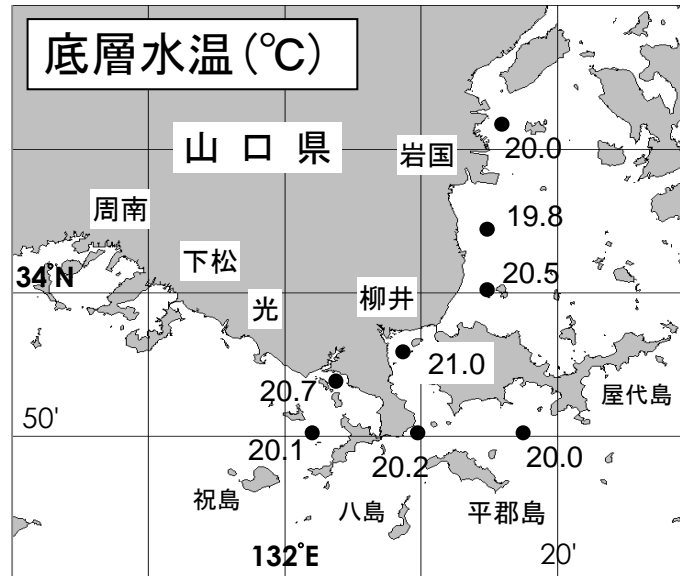 底層水温(℃)
山口県
岩国
20.0
周南
19.8
下松
34°N
20.5
光
柳井
21.0
20.7
屋代島
50'
20.1
20.2
20.0
祝島
八島
平郡島
132°E
20'